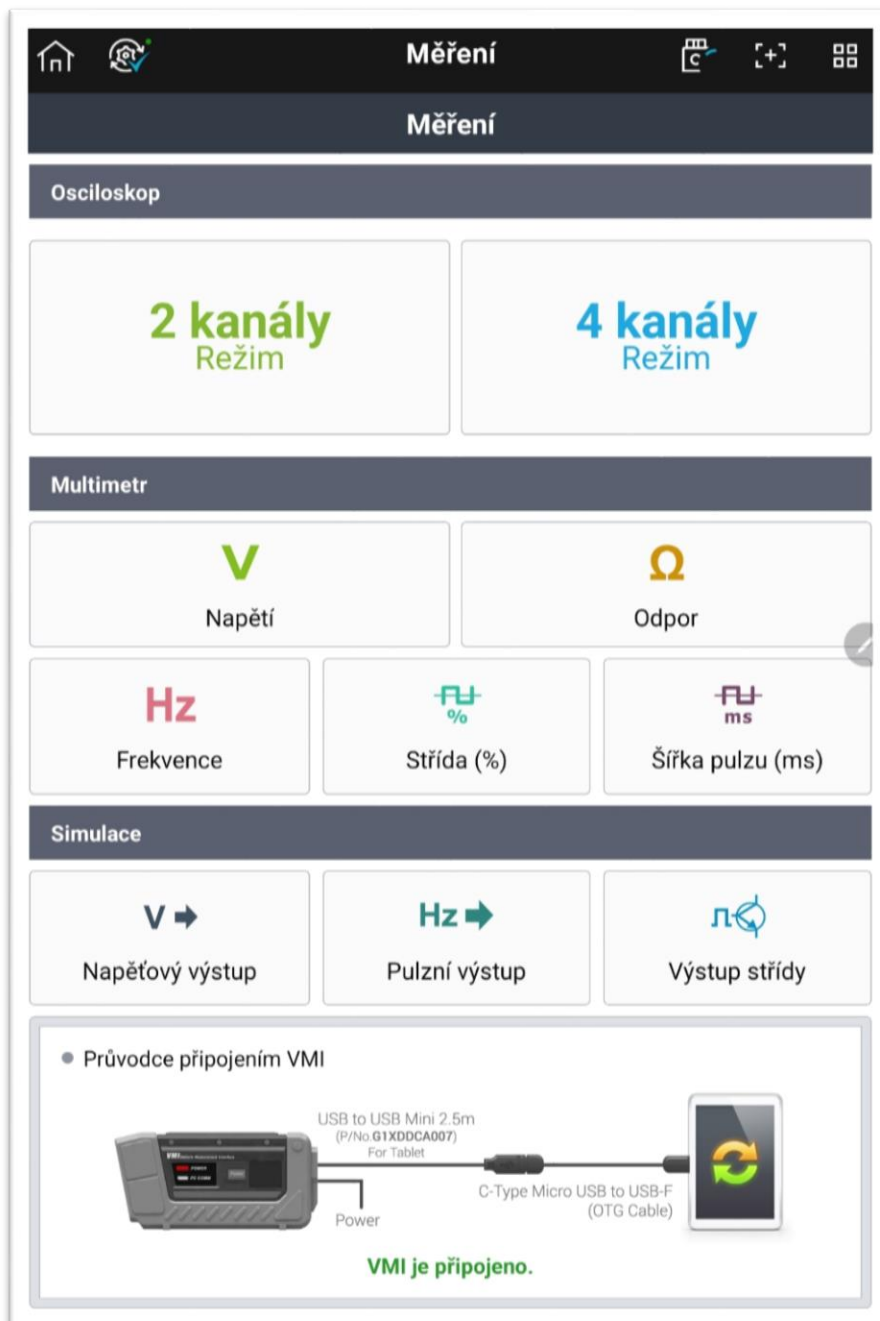 Měření
Měření
Osciloskop
2 kanály
Režim
4 kanály
Režim
Multimetr
V
Napětí
Ω
Odpor
Hz
Frekvence
%
Střída (%)
ms
Šířka pulzu (ms)
Simulace
V
Napěťový výstup
Hz
Pulzní výstup
Výstup střídy
Průvodce připojením VMI
USB to USB Mini 2.5m
(P/No.G1XDDCA007)
For Tablet
VMI
POWER
C-Type Micro USB to USB-F
(OTG Cable)
Power
VMI je připojeno.